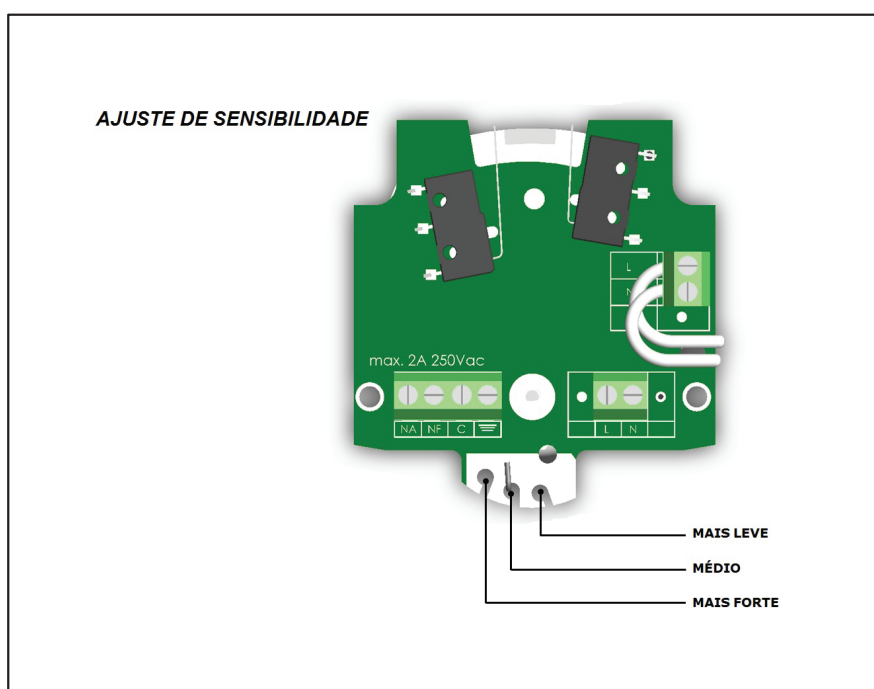 AJUSTE DE SENSIBILIDADE
L
N
max. 2A 250Vac
NA NF C
L N
MAIS LEVE
MÉDIO
MAIS FORTE